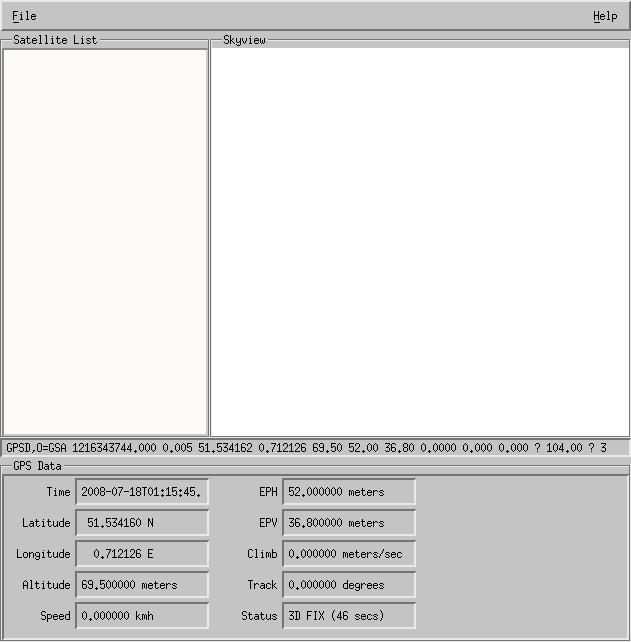 File Help
Satellite List Skyview
GPSD,O=GSA 1216343744.000 0.005 51.534162 0.712126 69.50 52.00 36.80 0.0000 0.000 0.000 ? 104.00 ? 3
GPS Data
Time 2008-07-18T01:15:45. EPH 52.000000 meters
Latitude 51.534160 N EPV 36.800000 meters
Longitude 0.712126 E Climb 0.000000 meters/sec
Altitude 69.500000 meters Track 0.000000 degrees
Speed 0.000000 kmh Status 3D FIX (46 secs)